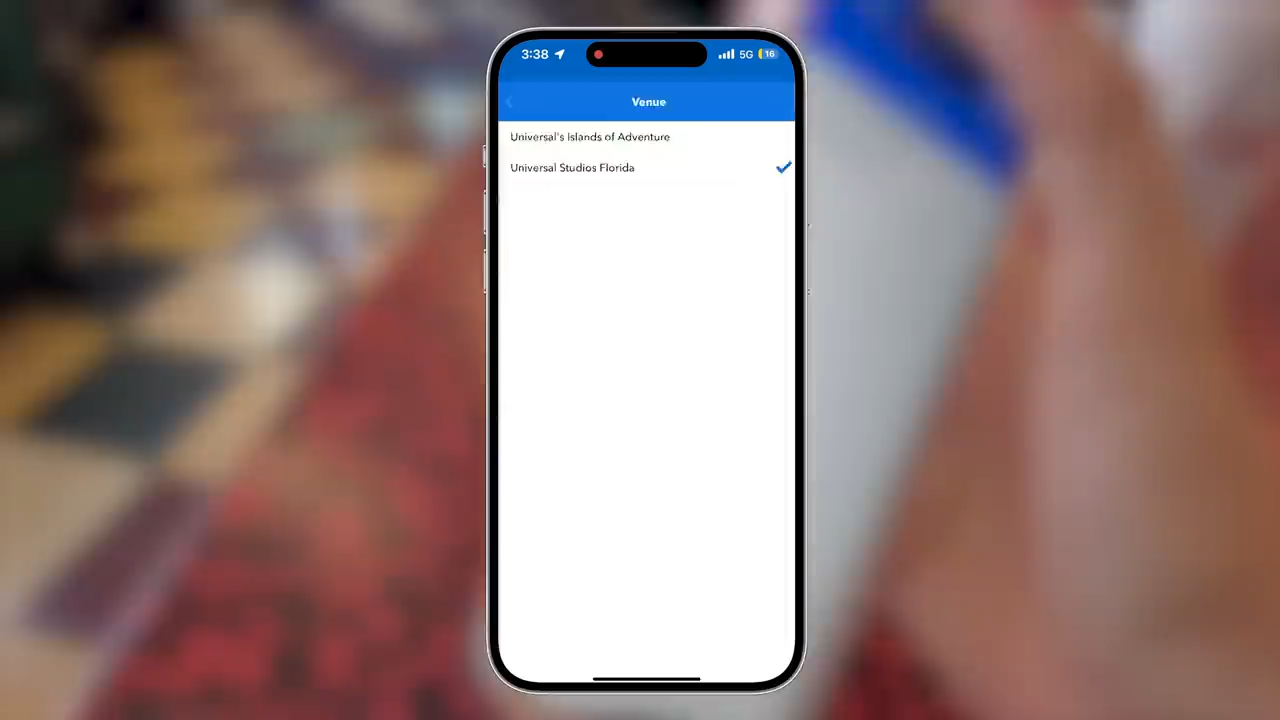 3:38
5G
16
Venue
Universal's Islands of Adventure
Universal Studios Florida